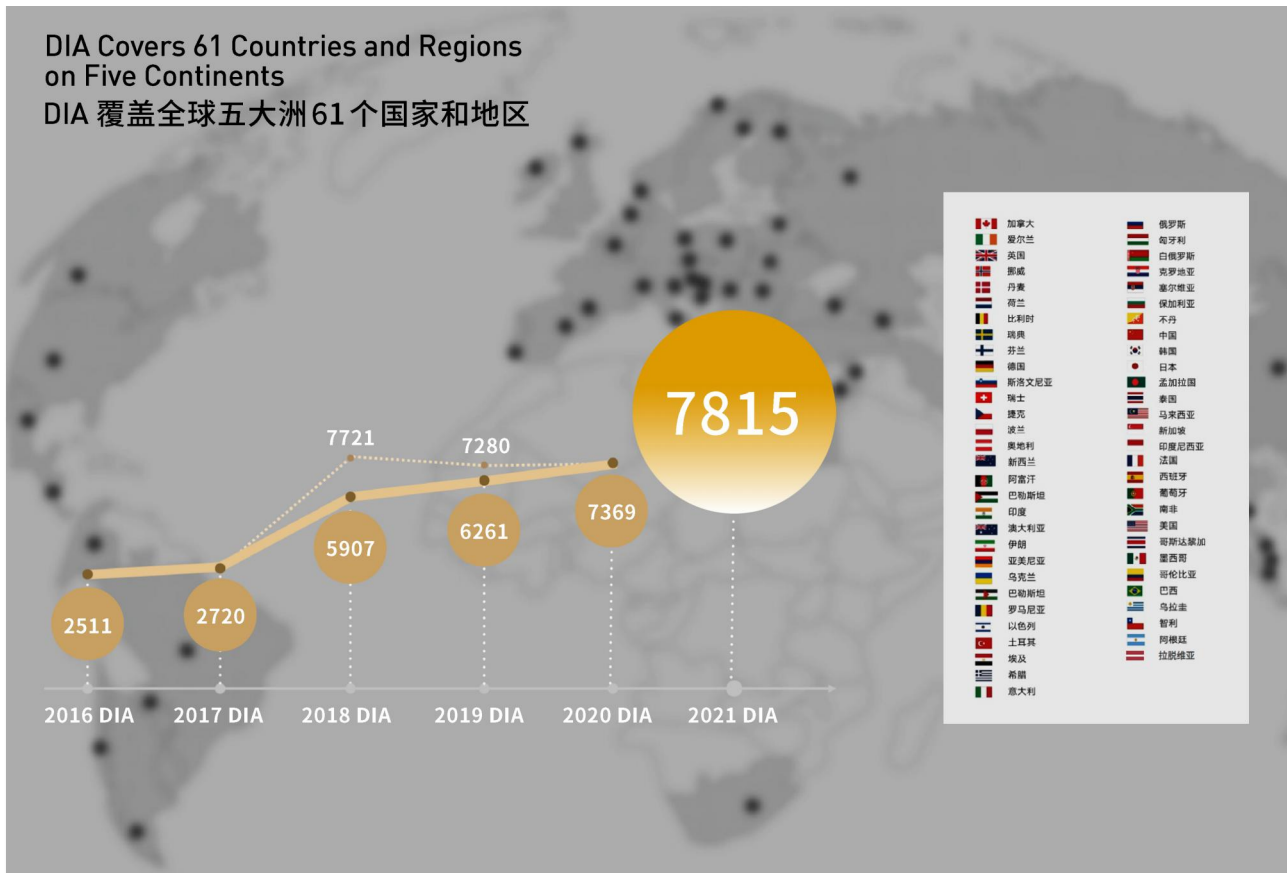 DIA Covers 61 Countries and Regions
on Five Continents
DIA 覆盖全球五大洲61个国家和地区
7815
7721
7280
7369
6261
5907
2720
2511
2016 DIA
2017 DIA
2018 DIA
2019 DIA
2020 DIA
2021 DIA
加拿大
爱尔兰
英国
挪威
丹麦
荷兰
比利时
瑞典
芬兰
德国
斯洛文尼亚
瑞士
捷克
波兰
奥地利
新西兰
阿富汗
巴勒斯坦
印度
澳大利亚
伊朗
亚美尼亚
乌克兰
巴勒斯坦
罗马尼亚
以色列
土耳其
埃及
希腊
意大利
俄罗斯
匈牙利
白俄罗斯
克罗地亚
塞尔维亚
保加利亚
不丹
中国
韩国
日本
孟加拉国
泰国
马来西亚
新加坡
印度尼西亚
法国
西班牙
葡萄牙
南非
美国
哥斯达黎加
墨西哥
哥伦比亚
巴西
乌拉圭
智利
阿根廷
拉脱维亚